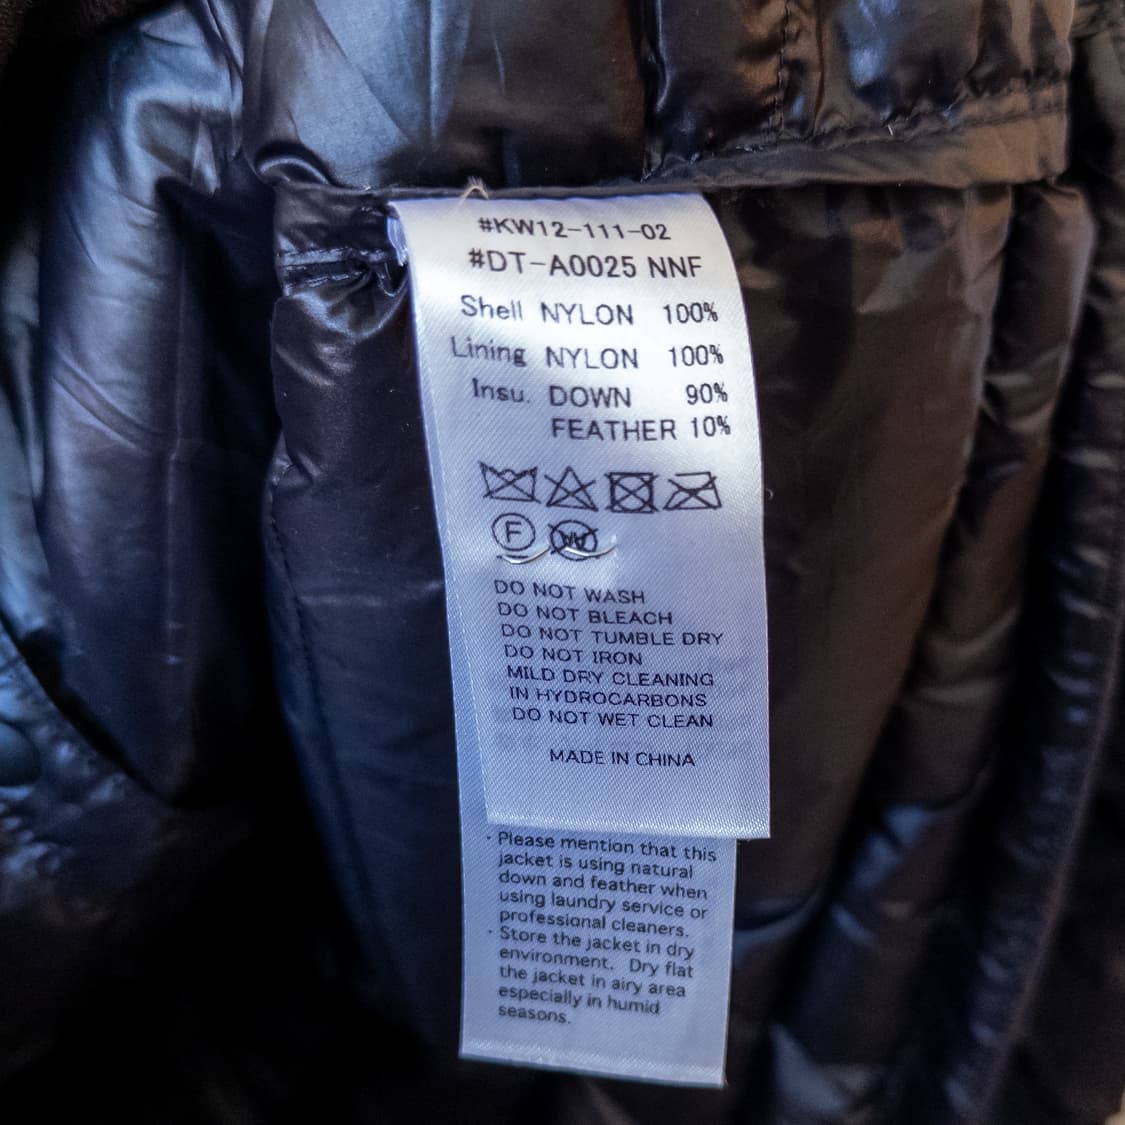 #KW12-111-02
#DT-A0025 NNF
Shell NYLON 100%
Lining NYLON 100%
Insu. DOWN 90%
FEATHER 10%
F W
DO NOT WASH
DO NOT BLEACH
DO NOT TUMBLE DRY
DO NOT IRON
MILD DRY CLEANING
IN HYDROCARBONS
DO NOT WET CLEAN
MADE IN CHINA
・Please mention that this
jacket is using natural
down and feather when
using laundry service or
professional cleaners.
・Store the jacket in dry
environment. Dry flat
the jacket in airy area
especially in humid
seasons.